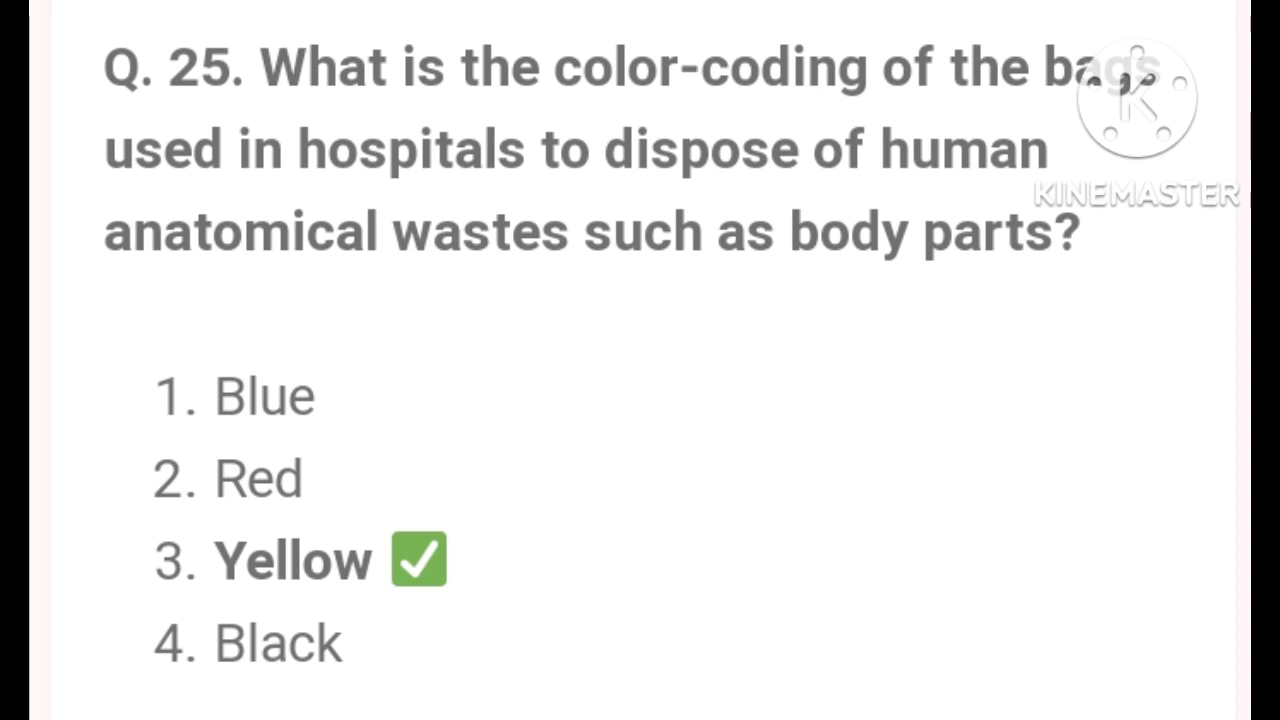 Q. 25. What is the color-coding of the bags
used in hospitals to dispose of human
anatomical wastes such as body parts?
K
KINEMASTER
1. Blue
2. Red
3. Yellow ✅
4. Black